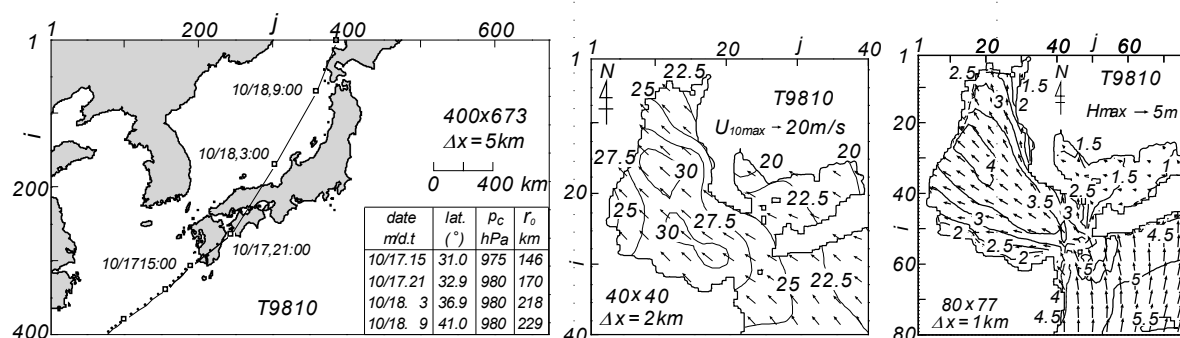 1 200 j 400 600
1
200
400
i
10/18,9:00
10/18,3:00
10/17,21:00
10/1715:00
400x673
Δx=5km
0 400 km
T9810
date lat. pc r0
m/d.t (°) hPa km
10/17.15 31.0 975 146
10/17.21 32.9 980 170
10/18. 3 36.9 980 218
10/18. 9 41.0 980 229
1 20 j 40
1
20
40
i
N
T9810
U10max → 20m/s
22.5
25
27.5
30
20
20
22.5
25
27.5
30
25
22.5
40x40
Δx=2km
1 20 40 j 60
1
20
40
60
80
i
N
T9810
Hmax → 5m
2.5
1.5
2
3
1.5
4
2.5
1.5
3.5
3
3
2
2.5
2
4.5
5
4
5
4.5
5.5
80x77
Δx=1km